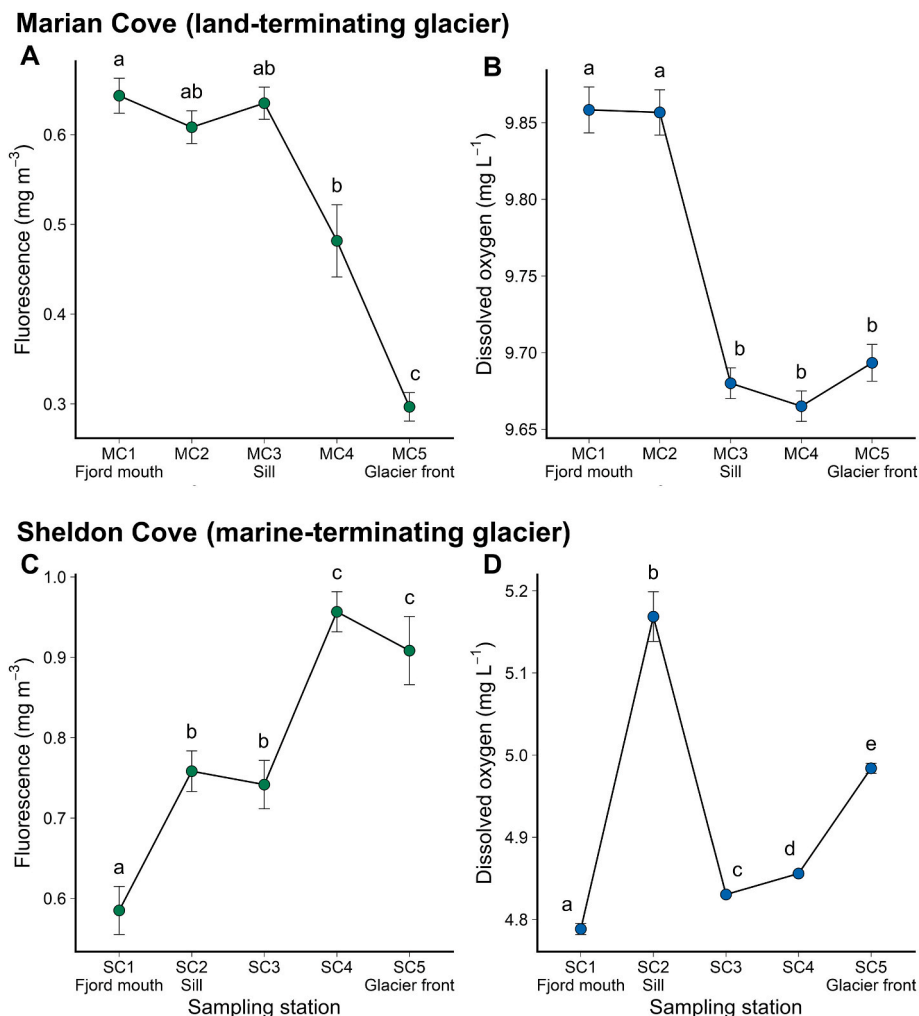 Marian Cove (land-terminating glacier)
A
Fluorescence (mg m⁻³)
0.6
0.5
0.4
0.3
a
ab
ab
b
c
MC1 MC2 MC3 MC4 MC5
Fjord mouth Sill Glacier front
B
Dissolved oxygen (mg L⁻¹)
9.85
9.80
9.75
9.70
9.65
a
a
b
b
b
MC1 MC2 MC3 MC4 MC5
Fjord mouth Sill Glacier front
Sheldon Cove (marine-terminating glacier)
C
Fluorescence (mg m⁻³)
1.0
0.9
0.8
0.7
0.6
a
b
b
c
c
SC1 SC2 SC3 SC4 SC5
Fjord mouth Sill Glacier front
Sampling station
D
Dissolved oxygen (mg L⁻¹)
5.2
5.1
5.0
4.9
4.8
a
b
c
d
e
SC1 SC2 SC3 SC4 SC5
Fjord mouth Sill Glacier front
Sampling station